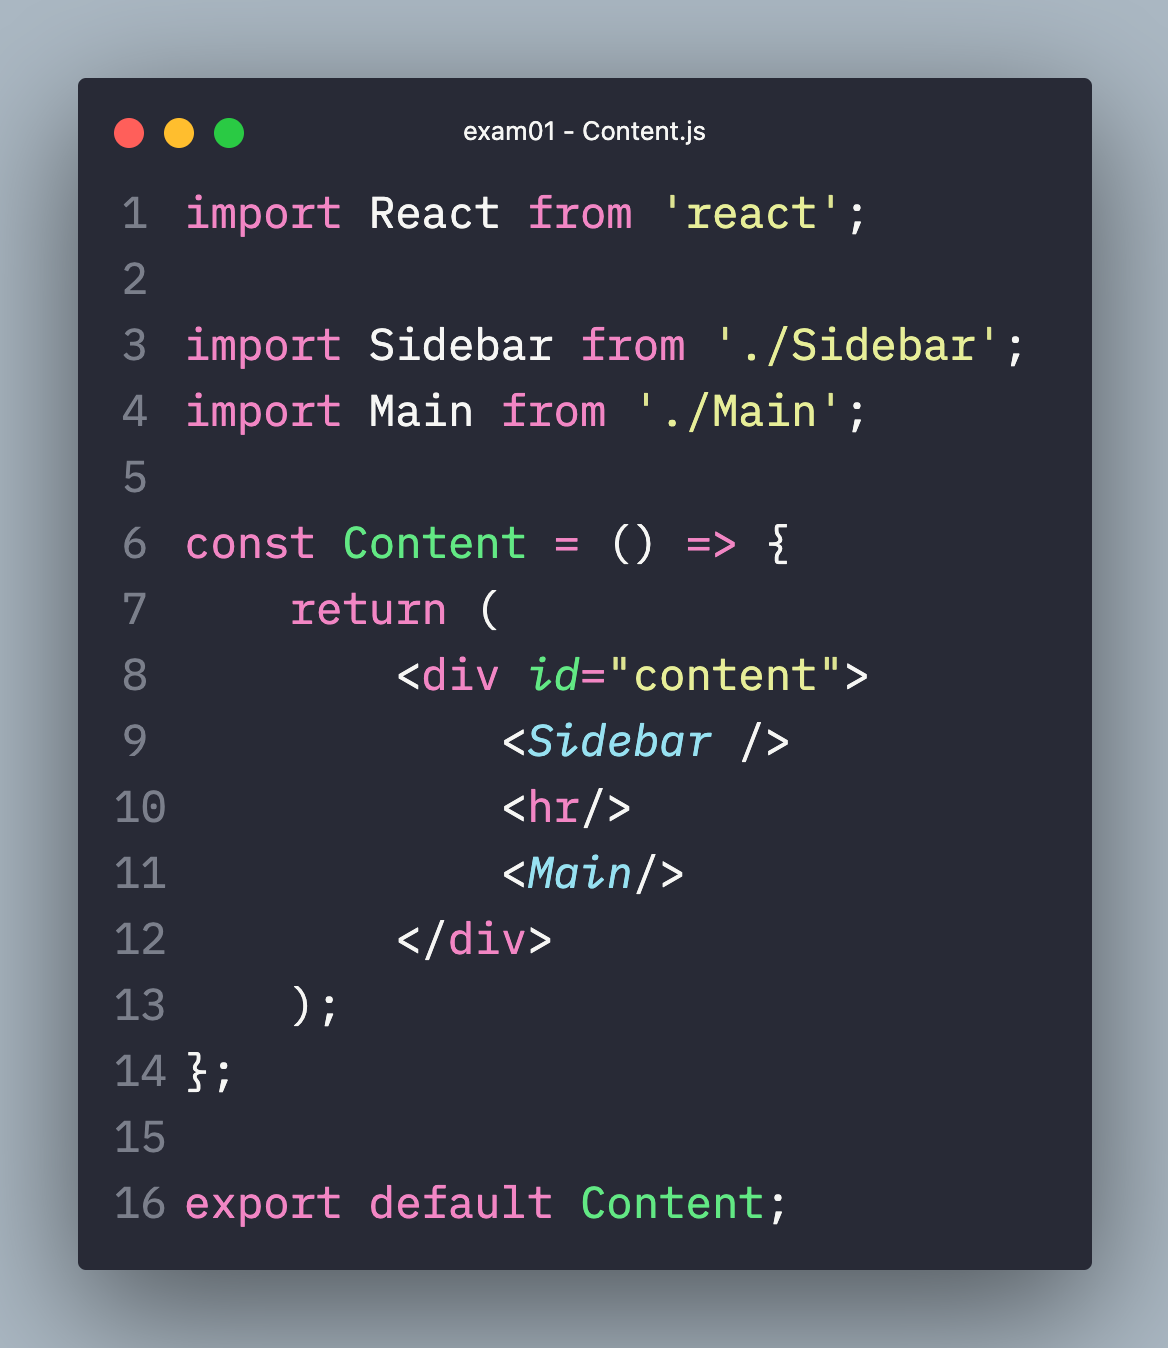 exam01 - Content.js
1 import React from 'react';
2
3 import Sidebar from './Sidebar';
4 import Main from './Main';
5
6 const Content = () => {
7     return (
8         <div id="content">
9             <Sidebar />
10             <hr/>
11             <Main/>
12         </div>
13     );
14 };
15
16 export default Content;